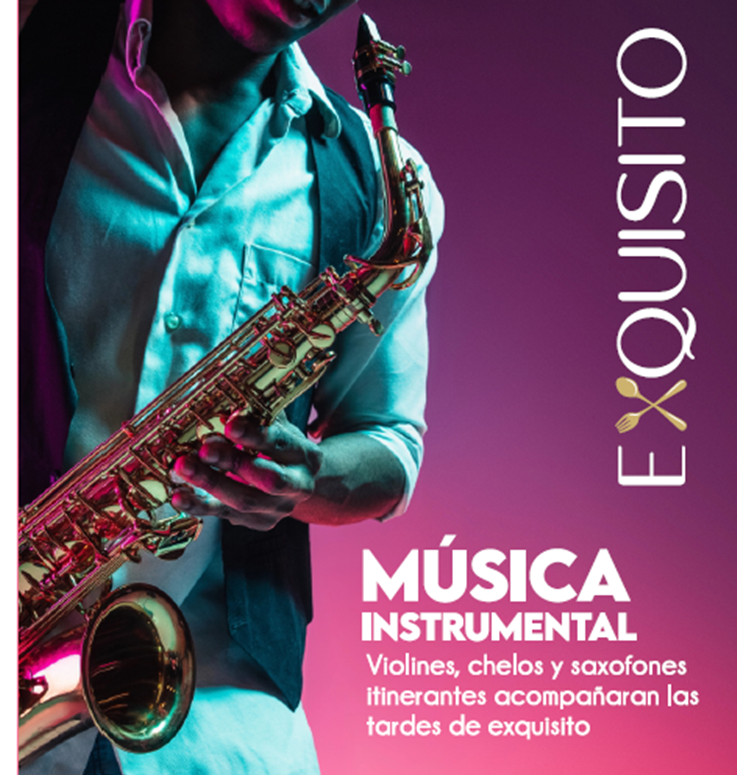 EXQUISITO
MÚSICA
INSTRUMENTAL
Violines, chelos y saxofones
itinerantes acompañaran las
tardes de exquisito